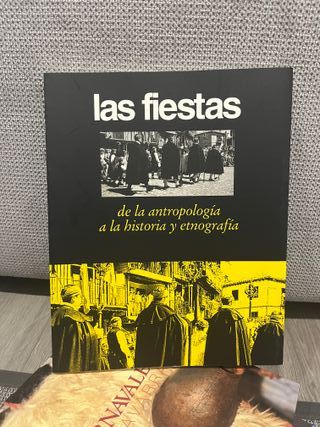 las fiestas
de la antropología
a la historia y etnografía